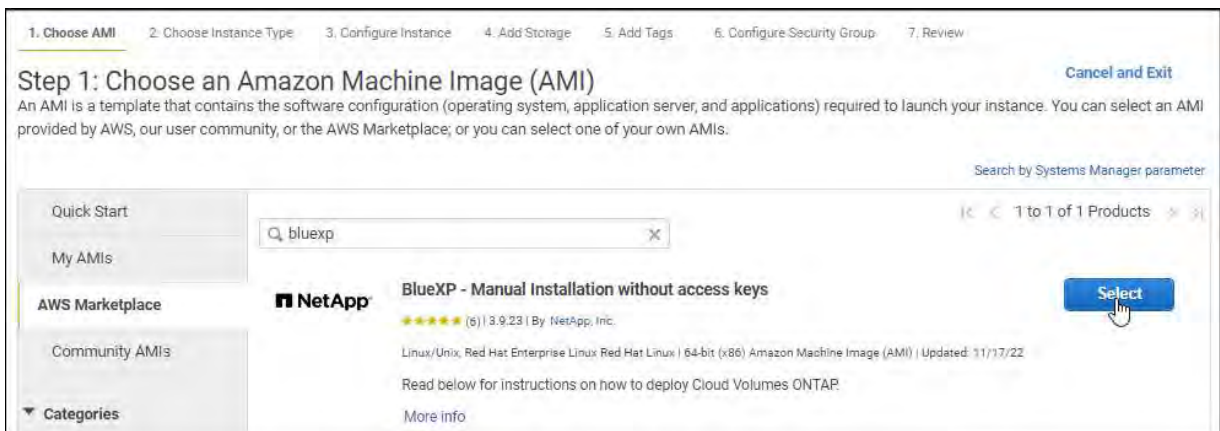 1. Choose AMI 2. Choose Instance Type 3. Configure Instance 4. Add Storage 5. Add Tags 6. Configure Security Group 7. Review
Step 1: Choose an Amazon Machine Image (AMI)
Cancel and Exit
An AMI is a template that contains the software configuration (operating system, application server, and applications) required to launch your instance. You can select an AMI
provided by AWS, our user community, or the AWS Marketplace; or you can select one of your own AMIs.
Search by Systems Manager parameter
Quick Start
My AMIs
AWS Marketplace
Community AMIs
Categories
bluexp
1 to 1 of 1 Products
NetApp
BlueXP - Manual Installation without access keys
(6) | 3.9.23 | By NetApp, Inc.
Linux/Unix, Red Hat Enterprise Linux Red Hat Linux | 64-bit (x86) Amazon Machine Image (AMI) | Updated: 11/17/22
Read below for instructions on how to deploy Cloud Volumes ONTAP.
More info
Select